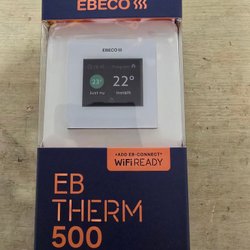 EBECO
EBECO
23°
22°
+ADD EB-CONNECT+
WiFi READY
EB
THERM
500